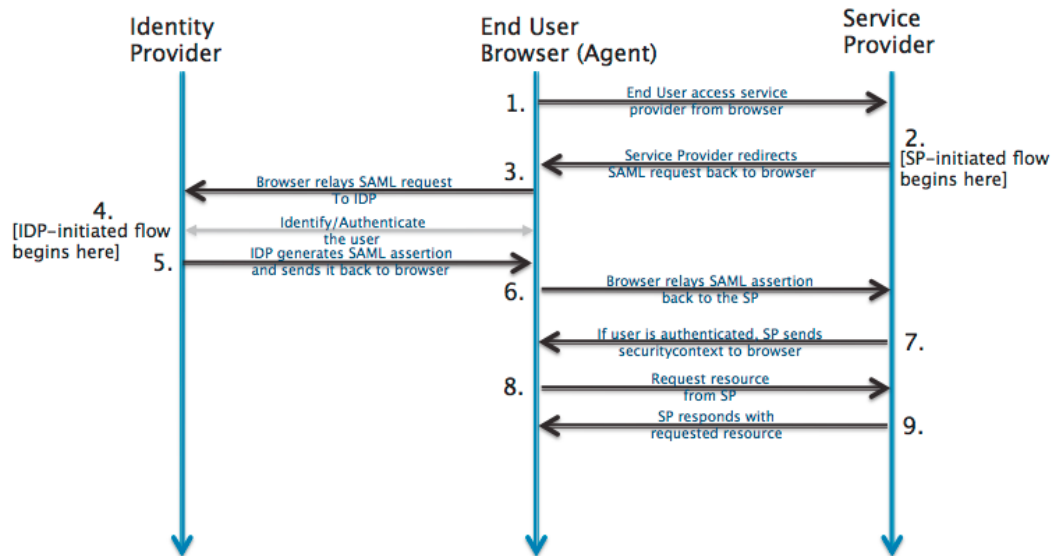 Identity
Provider
End User
Browser (Agent)
Service
Provider
1.
End User access service
provider from browser
2.
[SP-initiated flow
begins here]
Service Provider redirects
SAML request back to browser
3.
Browser relays SAML request
To IDP
4.
[IDP-initiated flow
begins here]
Identify/Authenticate
the user
5.
IDP generates SAML assertion
and sends it back to browser
6.
Browser relays SAML assertion
back to the SP
If user is authenticated, SP sends
securitycontext to browser
7.
8.
Request resource
from SP
SP responds with
requested resource
9.